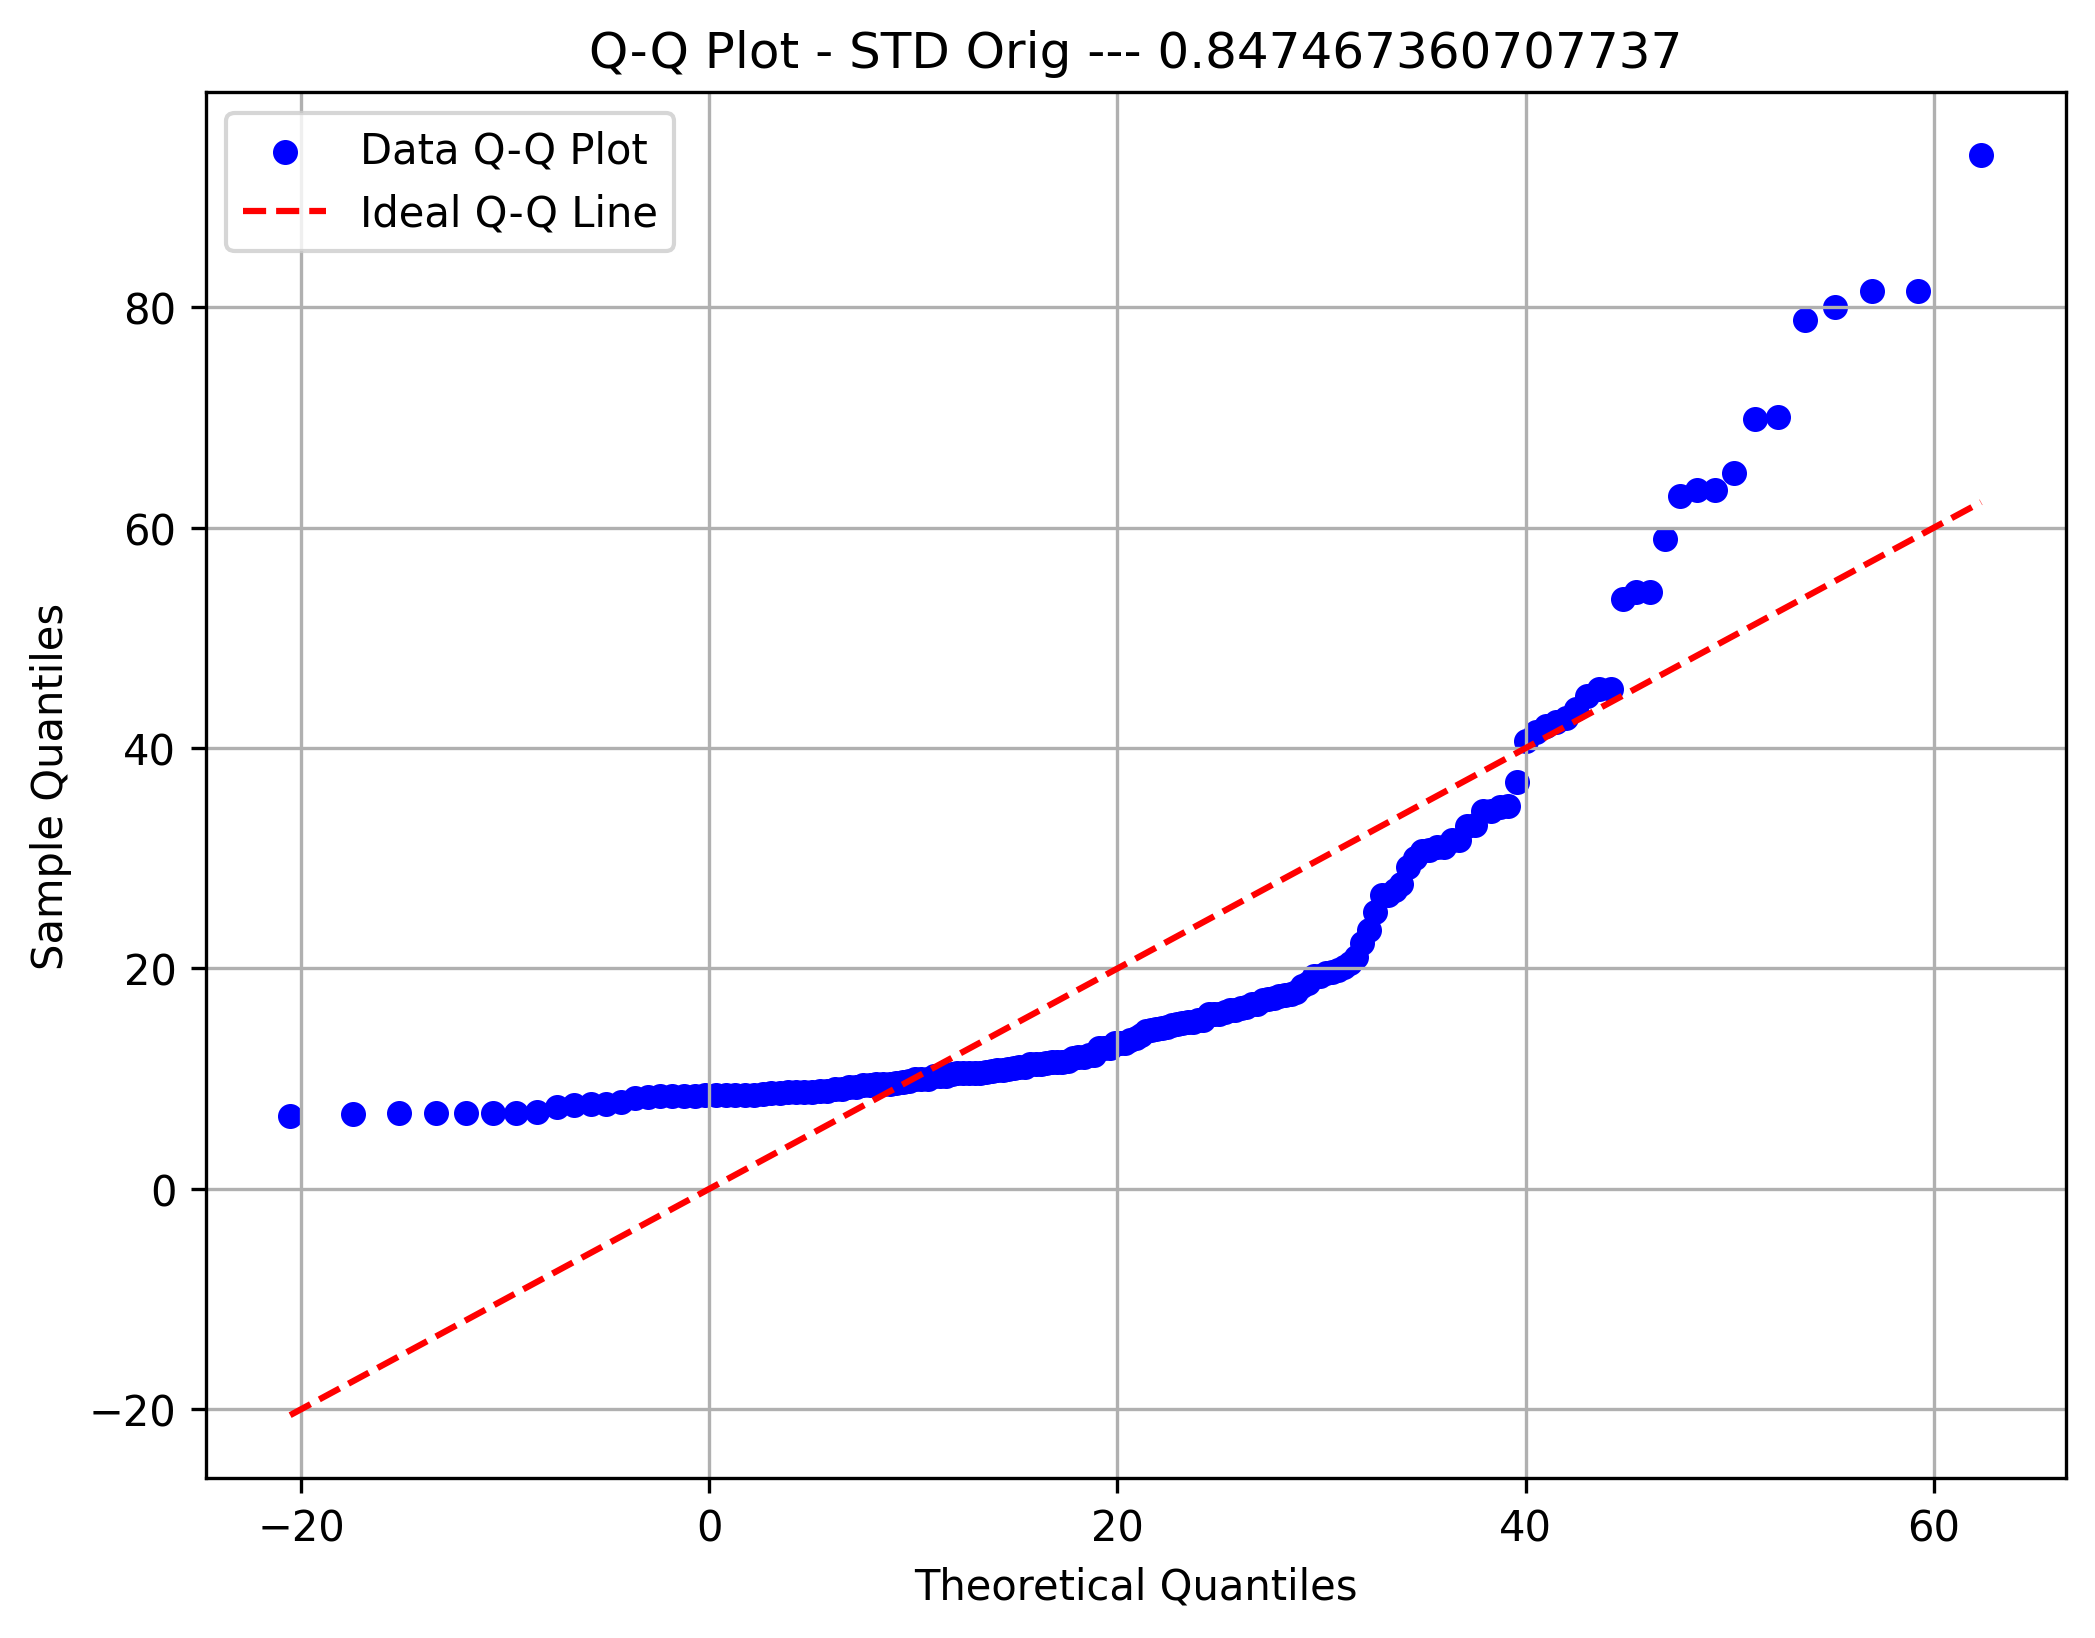 Q-Q Plot - STD Orig --- 0.847467360707737
Data Q-Q Plot
Ideal Q-Q Line
80
60
40
20
0
−20
Sample Quantiles
−20
0
20
40
60
Theoretical Quantiles